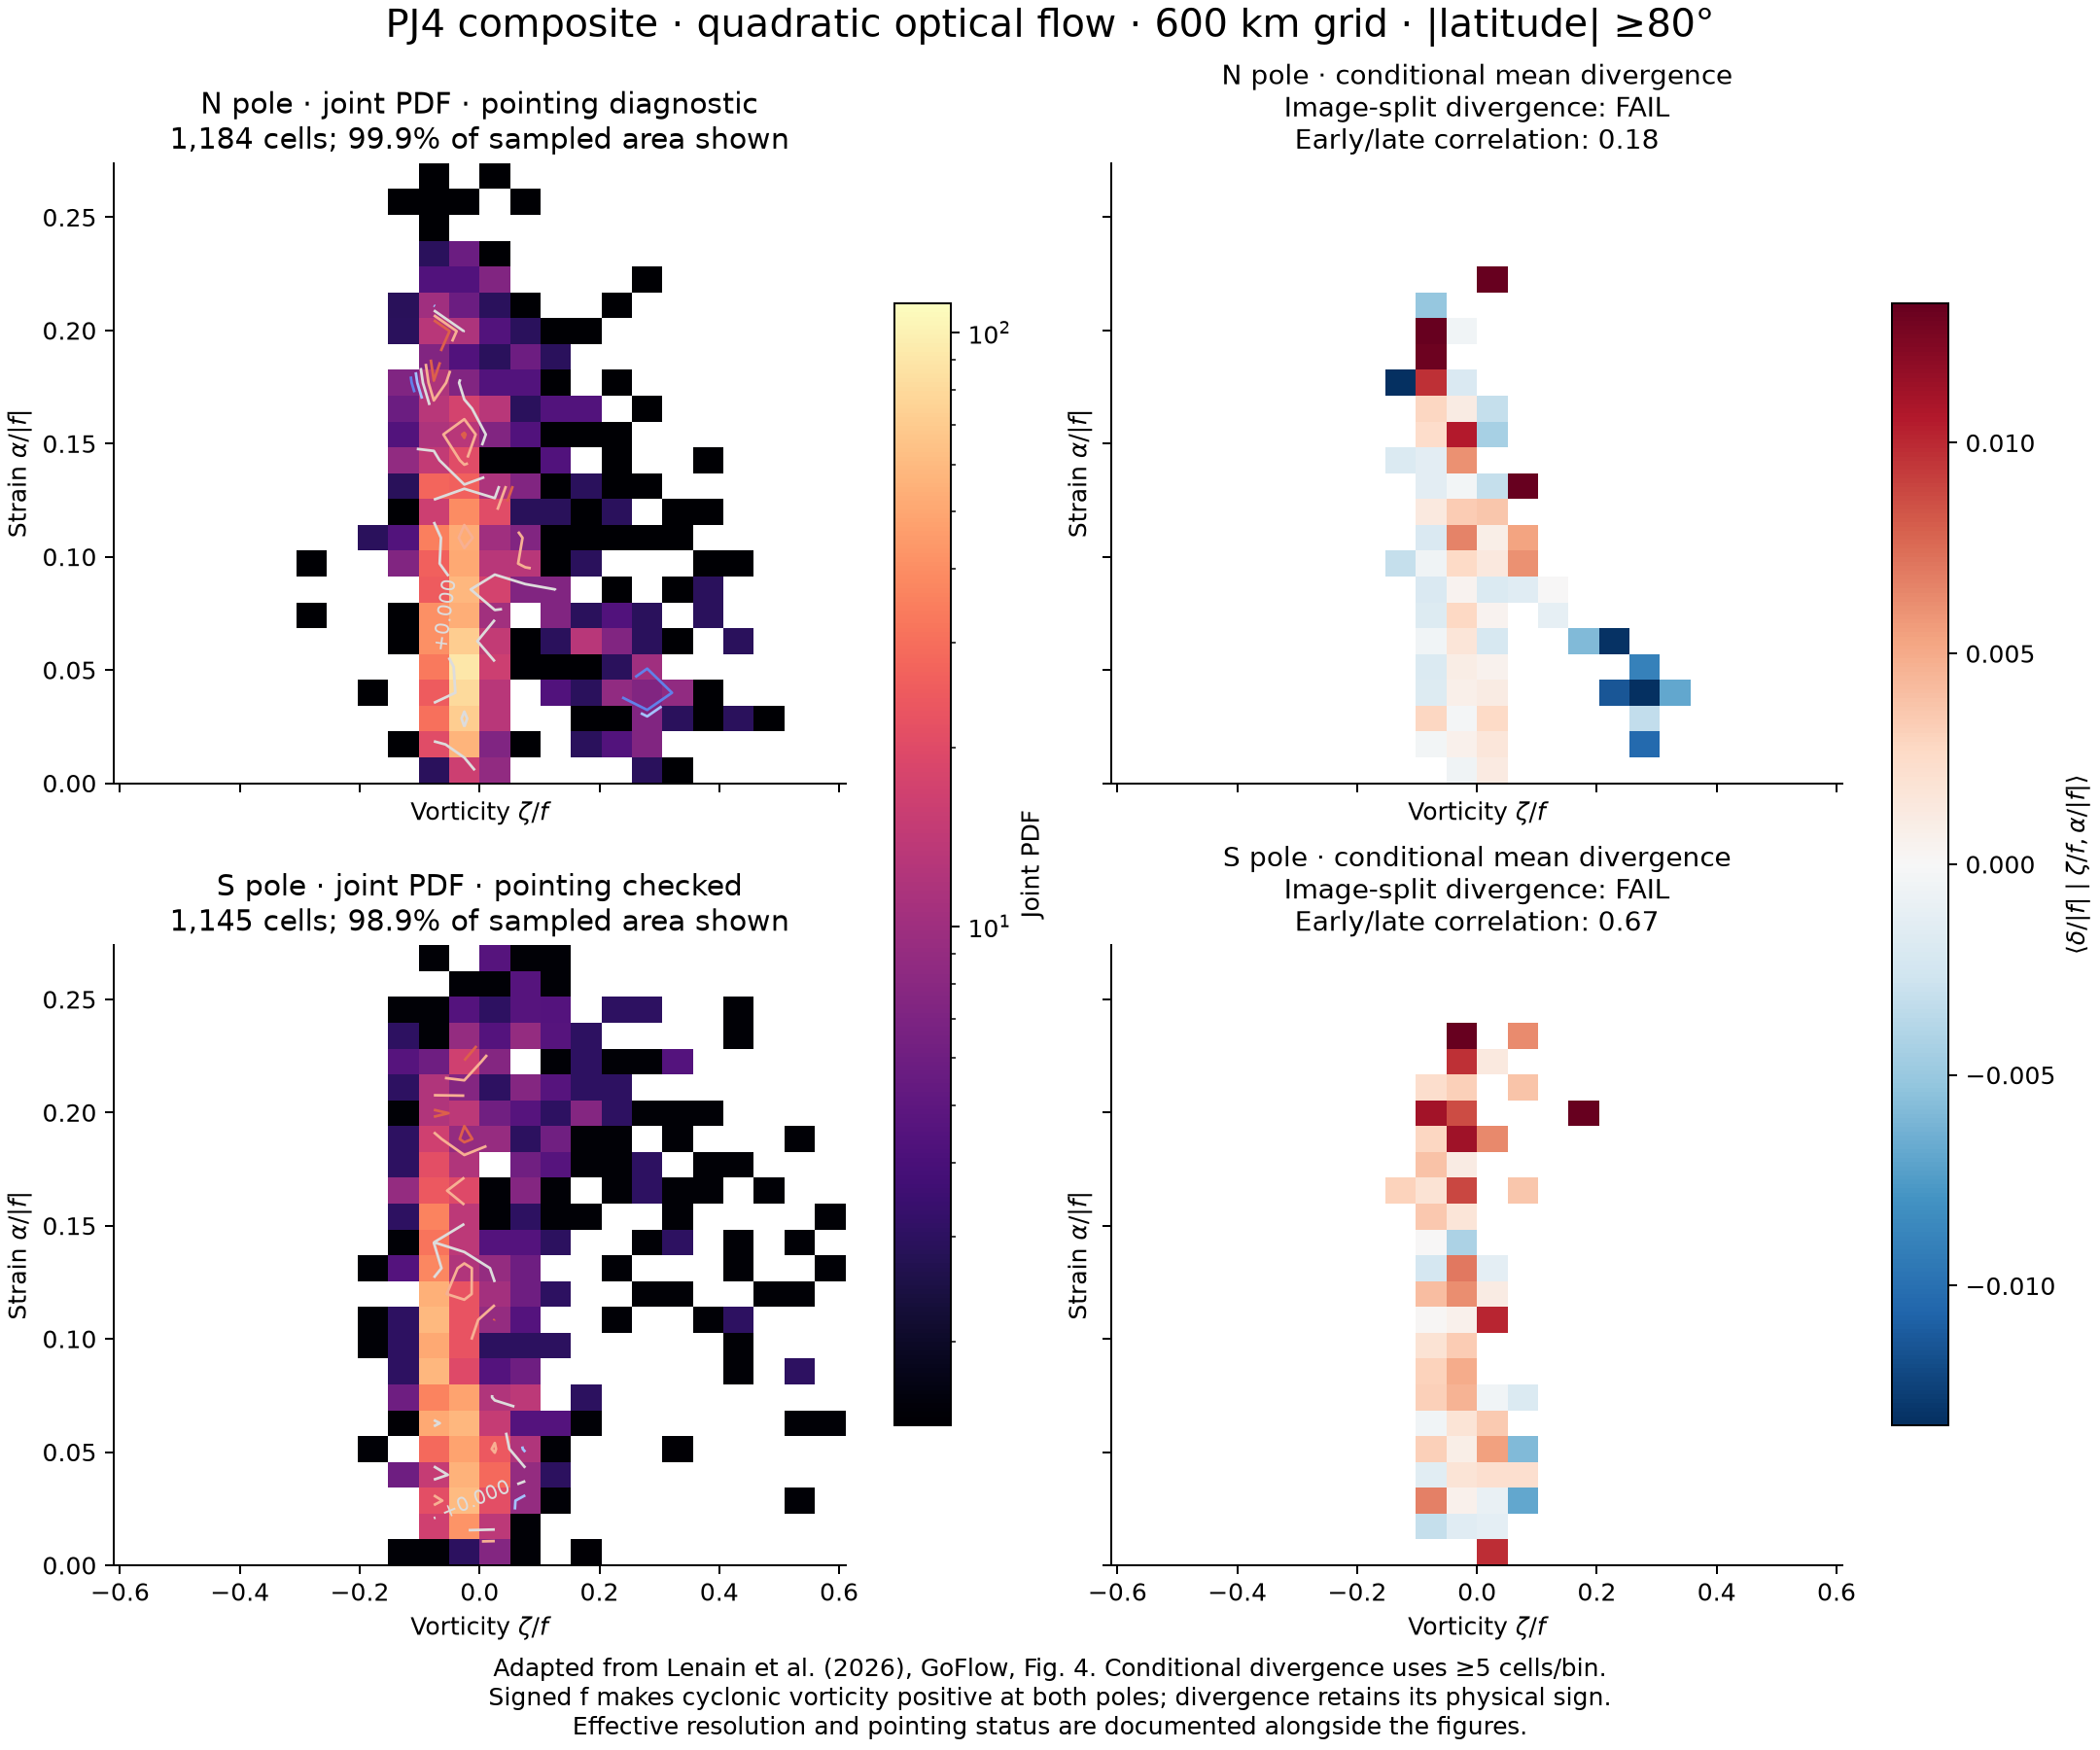 PJ4 composite · quadratic optical flow · 600 km grid · |latitude| ≥80°
N pole · joint PDF · pointing diagnostic
1,184 cells; 99.9% of sampled area shown
N pole · conditional mean divergence
Image-split divergence: FAIL
Early/late correlation: 0.18
0.25
0.20
0.15
0.10
0.05
0.00
Strain α/|f|
+0.000
Vorticity ζ/f
Strain α/|f|
Vorticity ζ/f
10²
10¹
Joint PDF
0.010
0.005
0.000
−0.005
−0.010
⟨δ/|f| | ζ/f, α/|f|⟩
S pole · joint PDF · pointing checked
1,145 cells; 98.9% of sampled area shown
S pole · conditional mean divergence
Image-split divergence: FAIL
Early/late correlation: 0.67
0.25
0.20
0.15
0.10
0.05
0.00
Strain α/|f|
+0.000
−0.6 −0.4 −0.2 0.0 0.2 0.4 0.6
Vorticity ζ/f
Strain α/|f|
−0.6 −0.4 −0.2 0.0 0.2 0.4 0.6
Vorticity ζ/f
Adapted from Lenain et al. (2026), GoFlow, Fig. 4. Conditional divergence uses ≥5 cells/bin.
Signed f makes cyclonic vorticity positive at both poles; divergence retains its physical sign.
Effective resolution and pointing status are documented alongside the figures.